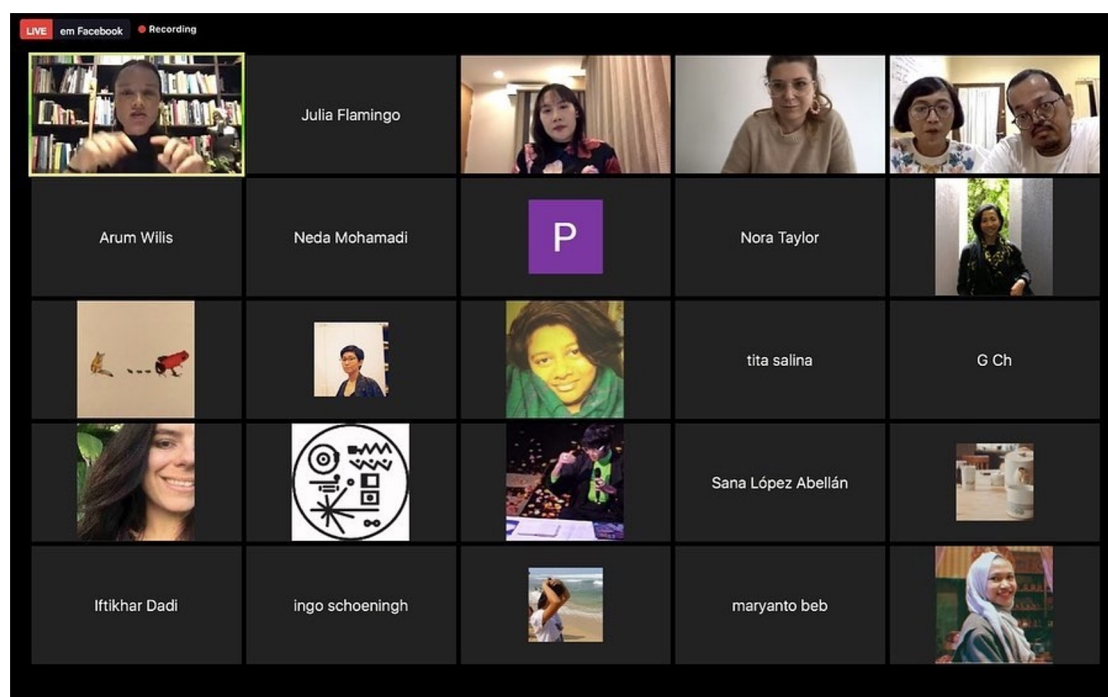 LIVE em Facebook Recording
Julia Flamingo
Arum Wilis
Neda Mohamadi
P
Nora Taylor
tita salina
G Ch
Sana López Abellán
Iftikhar Dadi
ingo schoeningh
maryanto beb